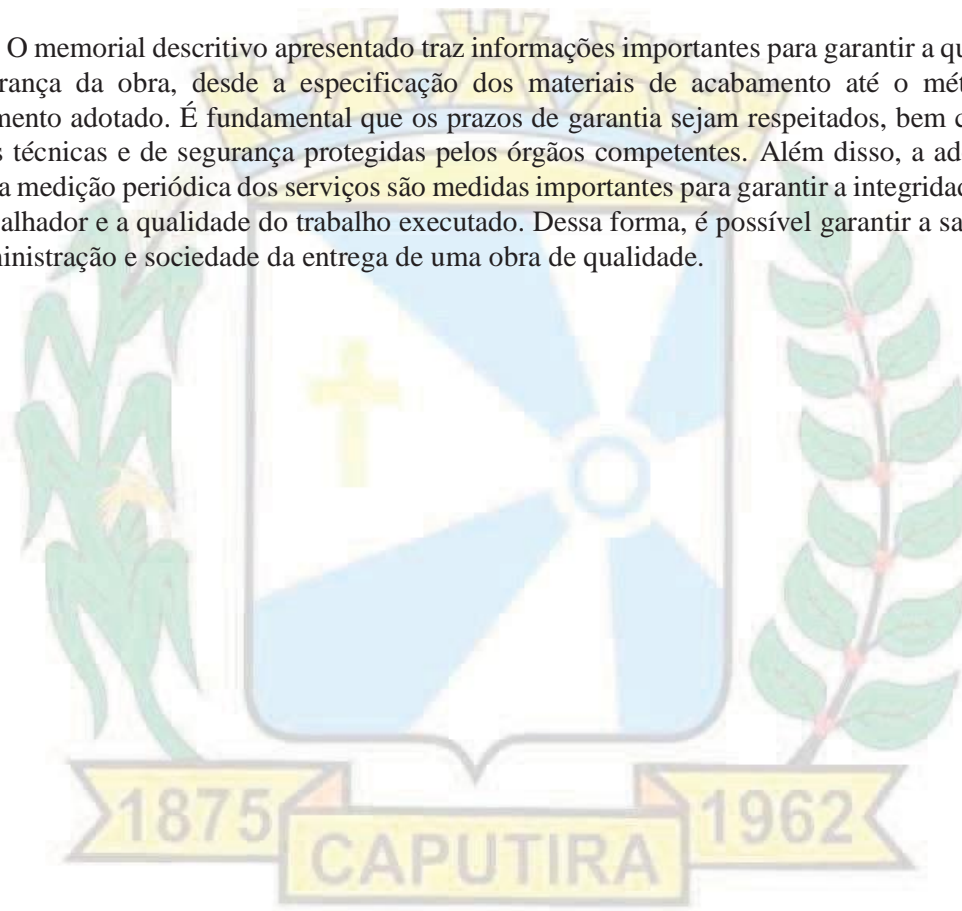 O memorial descritivo apresentado traz informações importantes para garantir a qu
rança da obra, desde a especificação dos materiais de acabamento até o mét
mento adotado. É fundamental que os prazos de garantia sejam respeitados, bem c
s técnicas e de segurança protegidas pelos órgãos competentes. Além disso, a ad
a medição periódica dos serviços são medidas importantes para garantir a integridad
alhador e a qualidade do trabalho executado. Dessa forma, é possível garantir a sa
ministração e sociedade da entrega de uma obra de qualidade.
1875
CAPUTIRA
1962